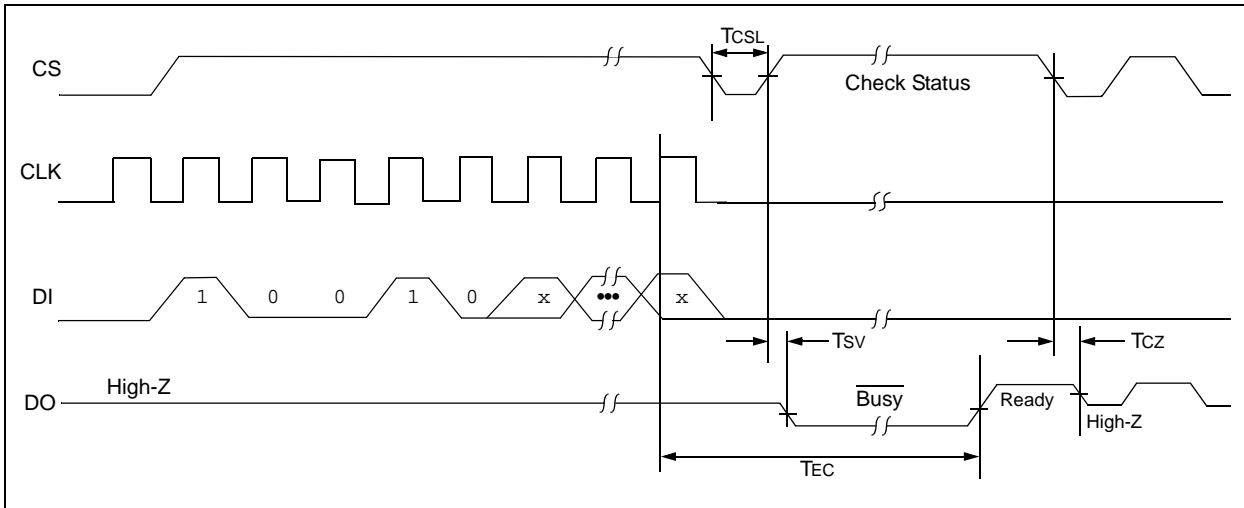 TCSL
CS
Check Status
CLK
DI
1 0 0 1 0 x ••• x
TSV
TCZ
High-Z
DO
Busy
Ready
High-Z
TEC